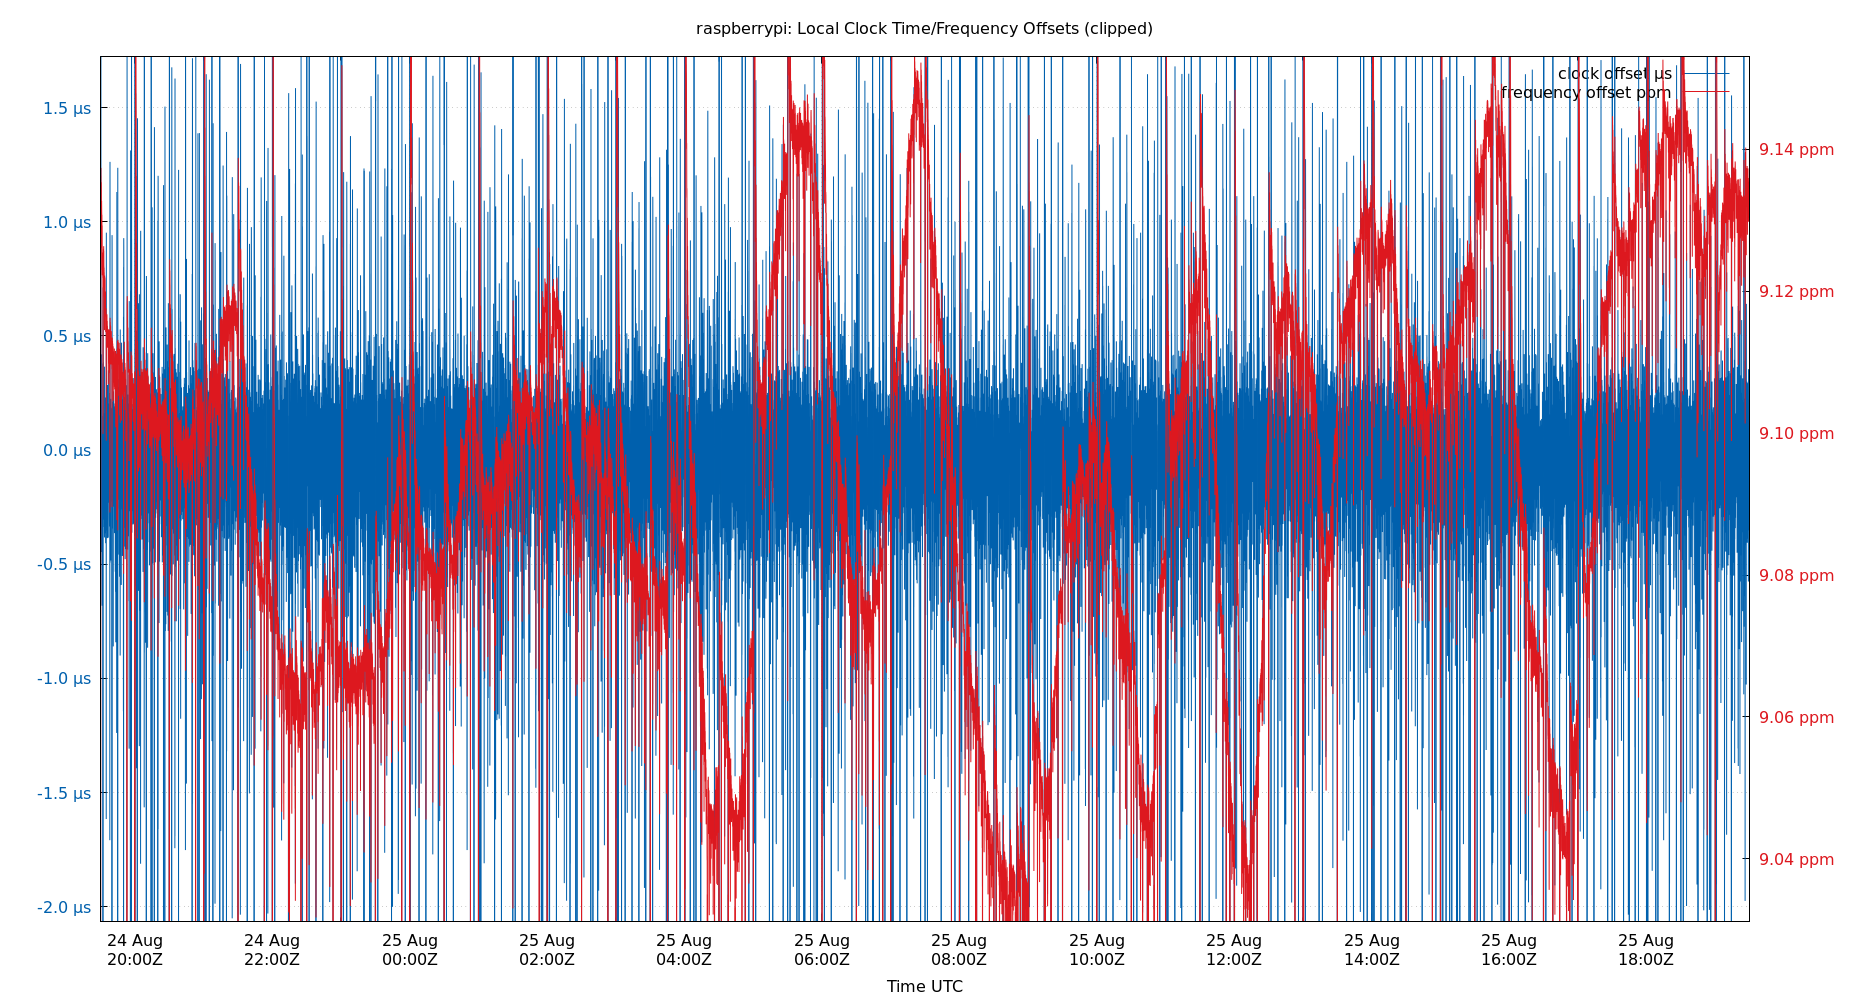 raspberrypi: Local Clock Time/Frequency Offsets (clipped)
clock offset µs
frequency offset ppm
1.5 µs
1.0 µs
0.5 µs
0.0 µs
-0.5 µs
-1.0 µs
-1.5 µs
-2.0 µs
9.14 ppm
9.12 ppm
9.10 ppm
9.08 ppm
9.06 ppm
9.04 ppm
24 Aug 24 Aug 25 Aug 25 Aug 25 Aug 25 Aug 25 Aug 25 Aug 25 Aug 25 Aug 25 Aug 25 Aug
20:00Z 22:00Z 00:00Z 02:00Z 04:00Z 06:00Z 08:00Z 10:00Z 12:00Z 14:00Z 16:00Z 18:00Z
Time UTC